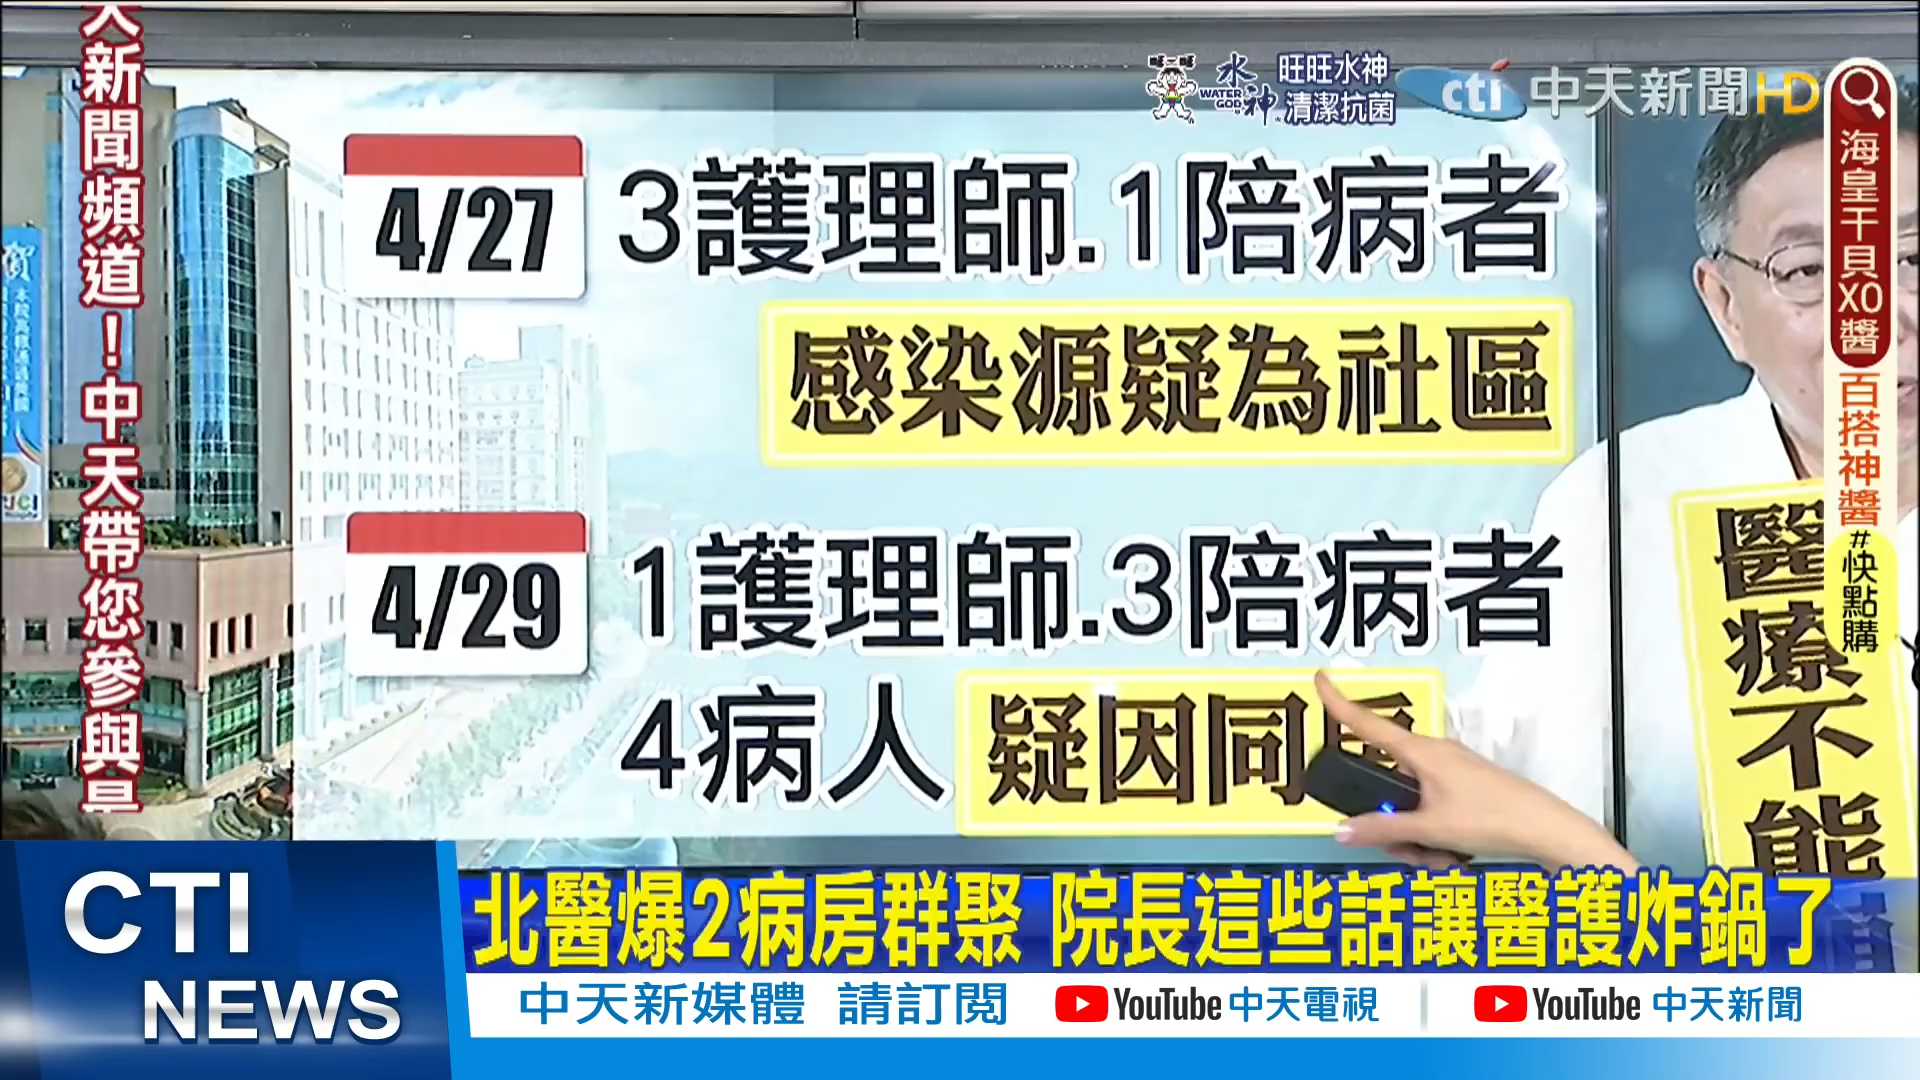 新聞頻道！中天帶您參與
旺旺水神
清潔抗菌
水神
WATER GOD
cti 中天新聞HD
海皇干貝XO醬
百搭神醬
#快點購
賀
4/27
3護理師.1陪病者
感染源疑為社區
4/29
1護理師.3陪病者
4病人
疑因同
醫療不能
CTI NEWS
北醫爆2病房群聚 院長這些話讓醫護炸鍋了
中天新媒體 請訂閱 YouTube 中天電視 | YouTube 中天新聞